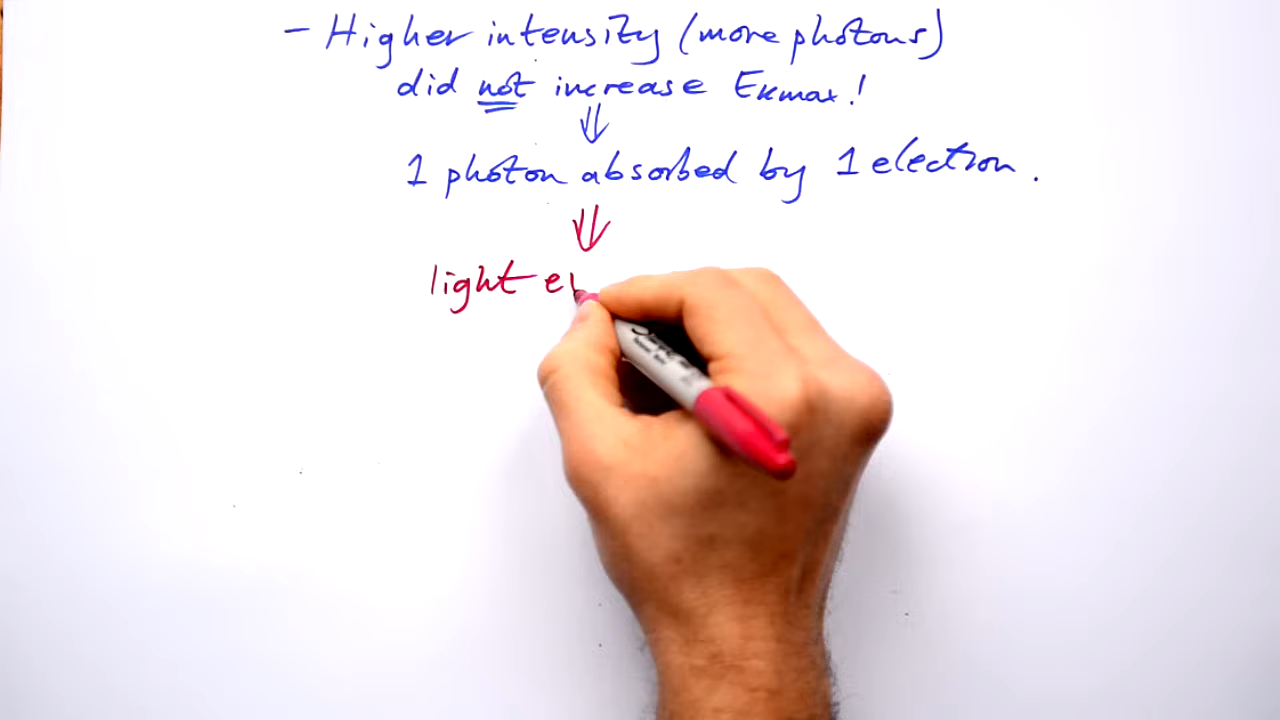 - Higher intensity (more photons)
did not increase Ekmax!
⇓
1 photon absorbed by 1 electron.
⇓
light